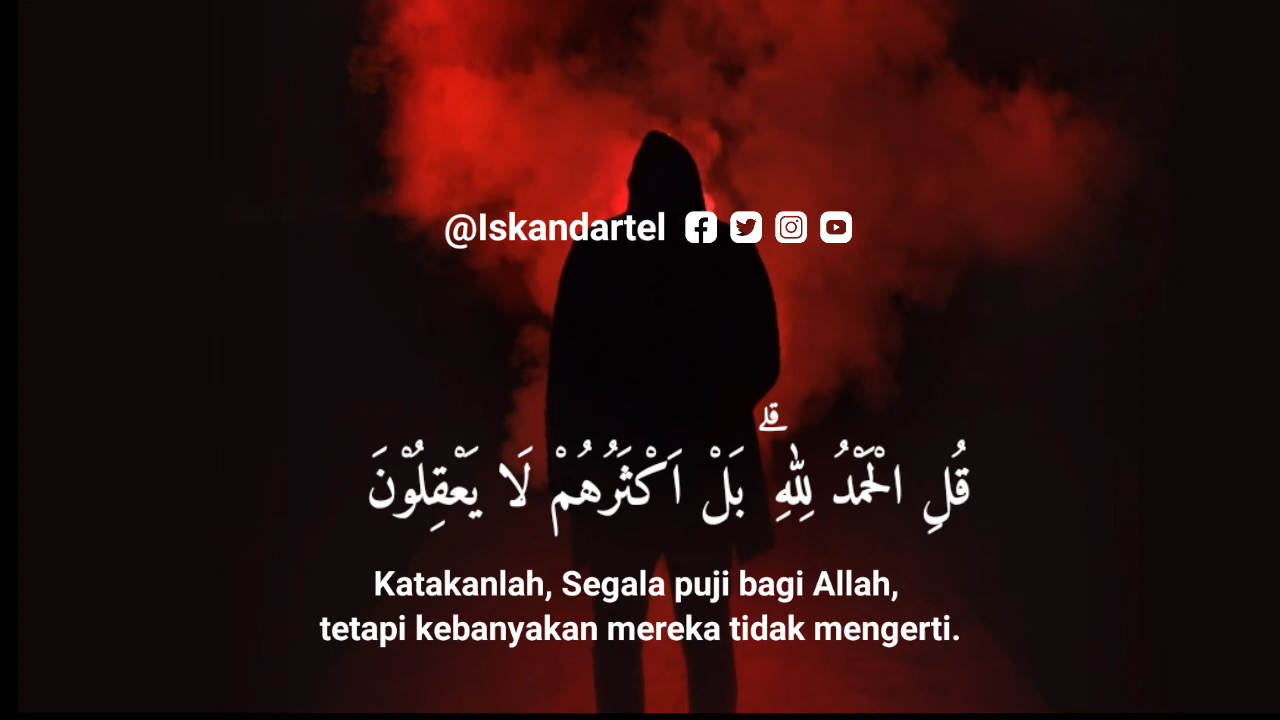 @Iskandartel
قُلِ الْحَمْدُ لِلّٰهِ ۗ بَلْ اَكْثَرُهُمْ لَا يَعْقِلُوْنَ
Katakanlah, Segala puji bagi Allah,
tetapi kebanyakan mereka tidak mengerti.